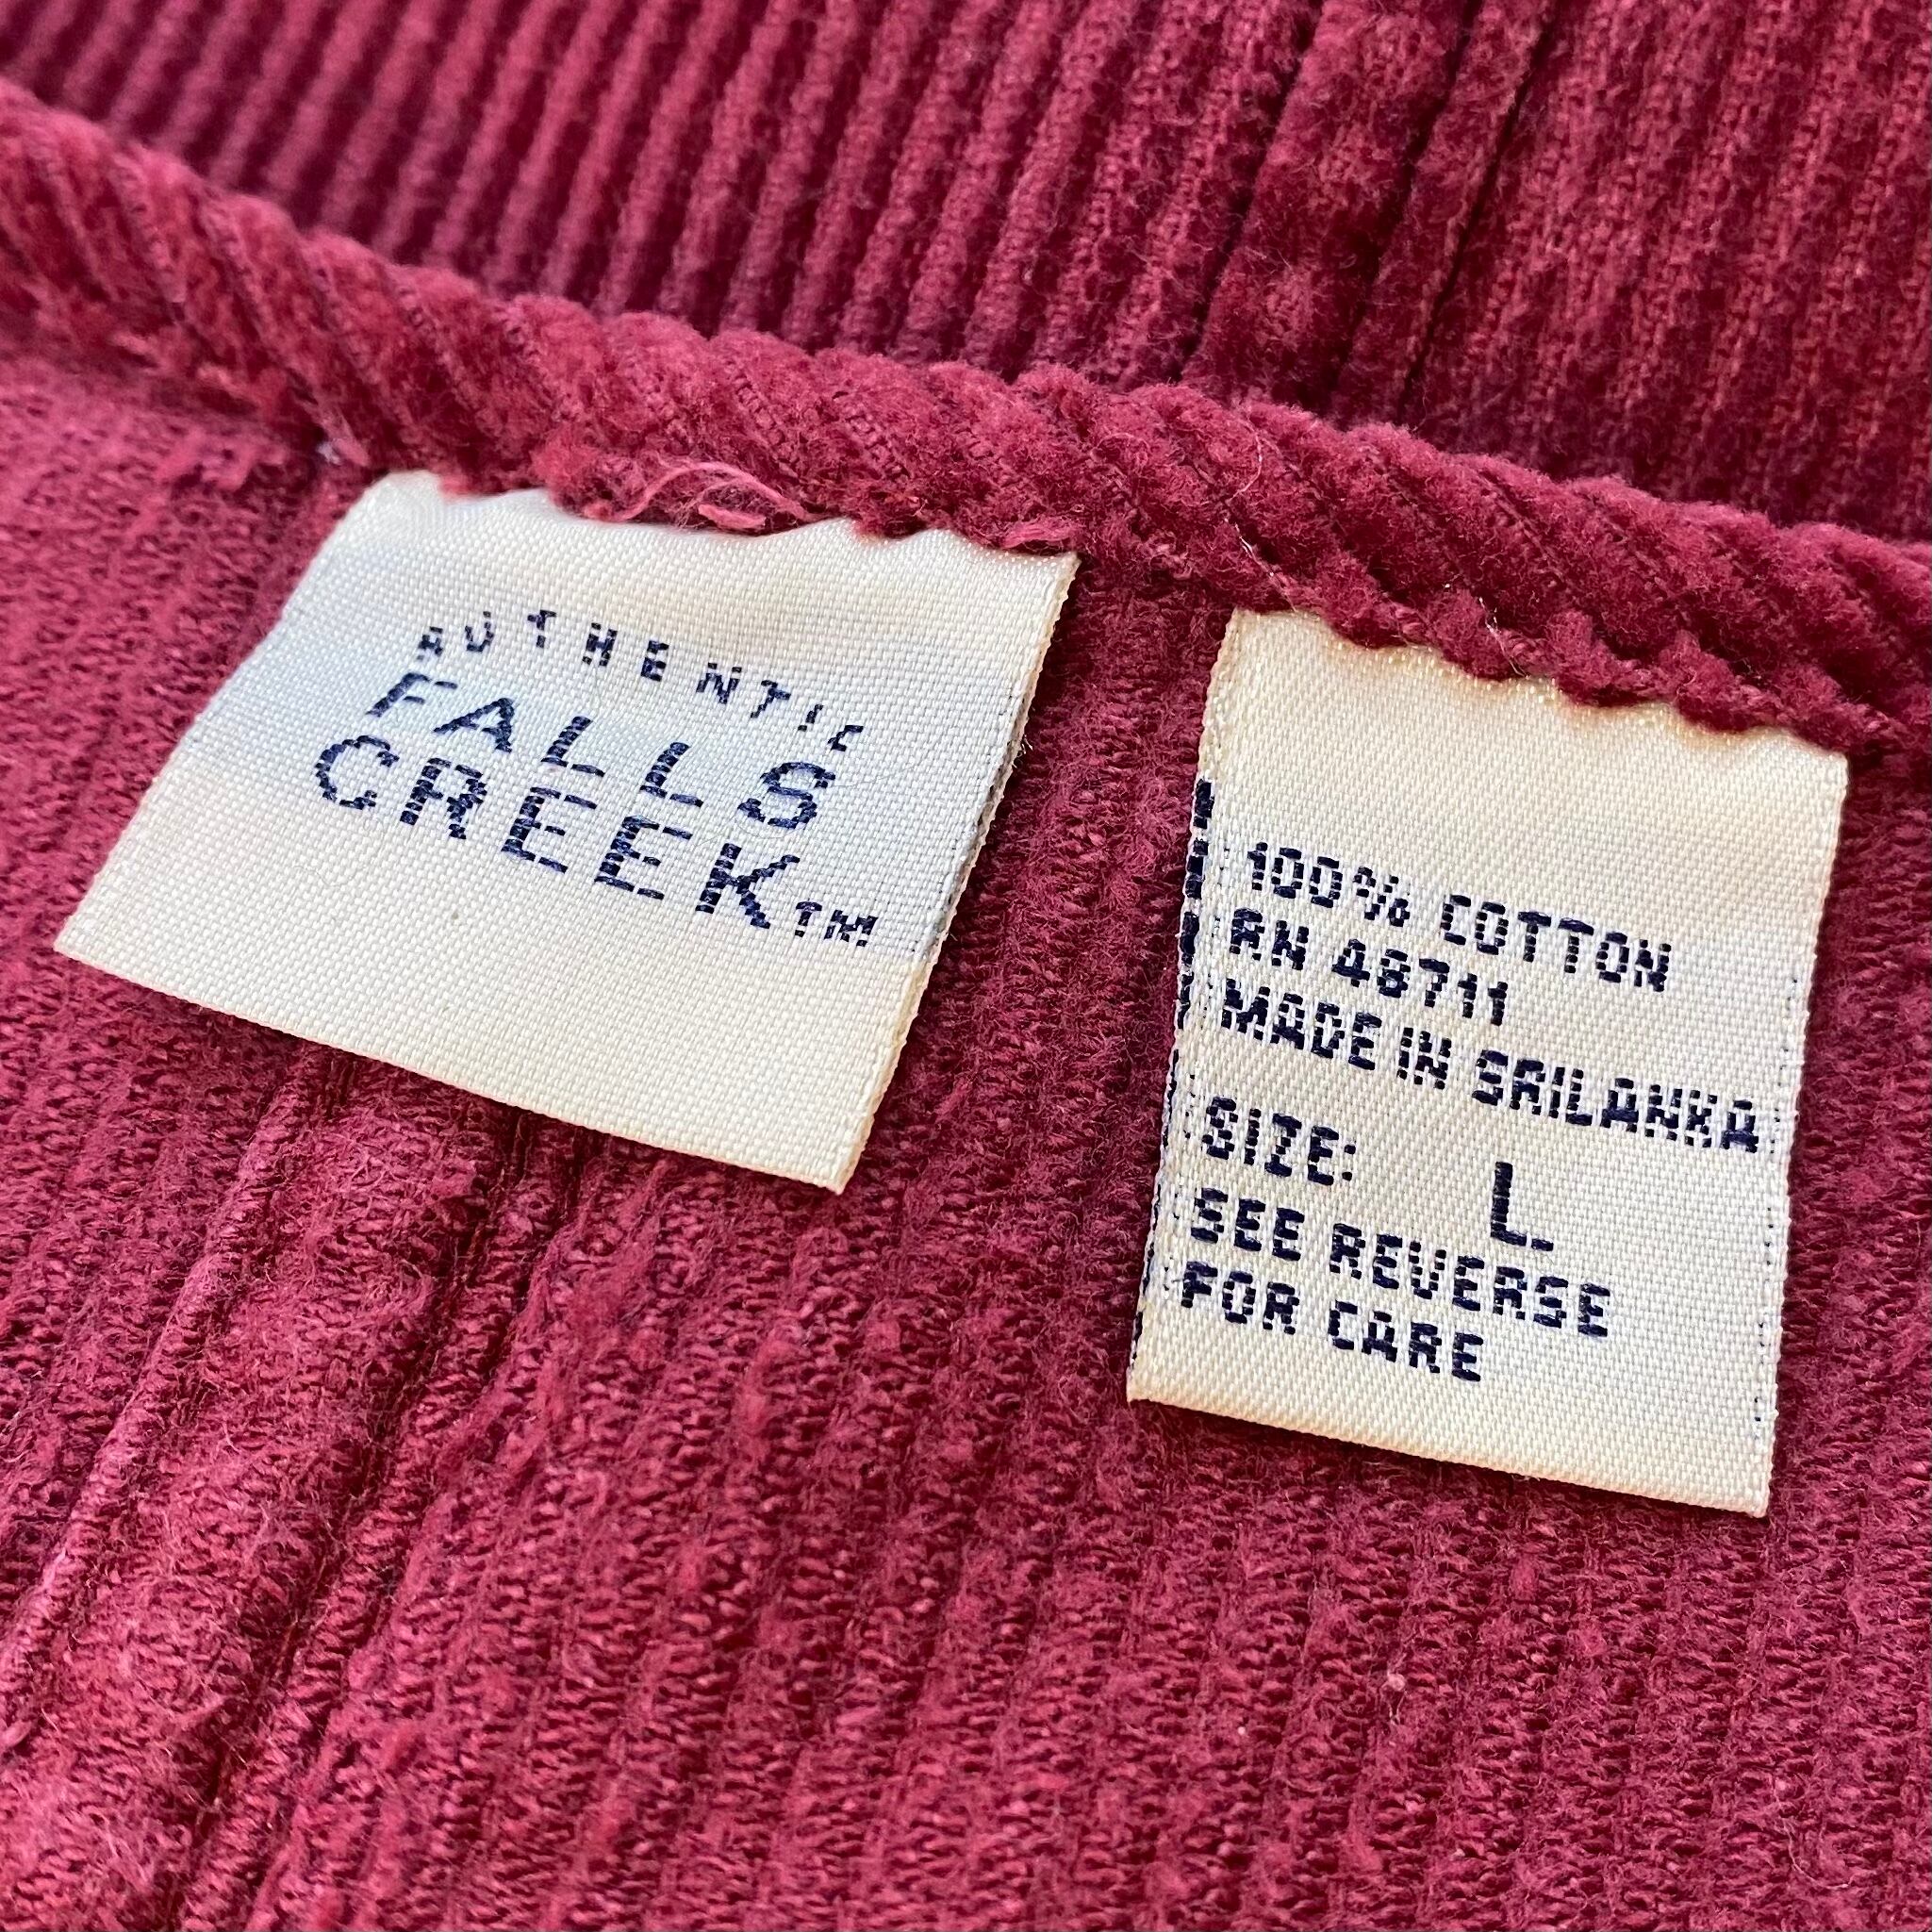 AUTHENTIC
FALLS
CREEK™
100% COTTON
RN 48711
MADE IN SRILANKA
SIZE: L
SEE REVERSE
FOR CARE